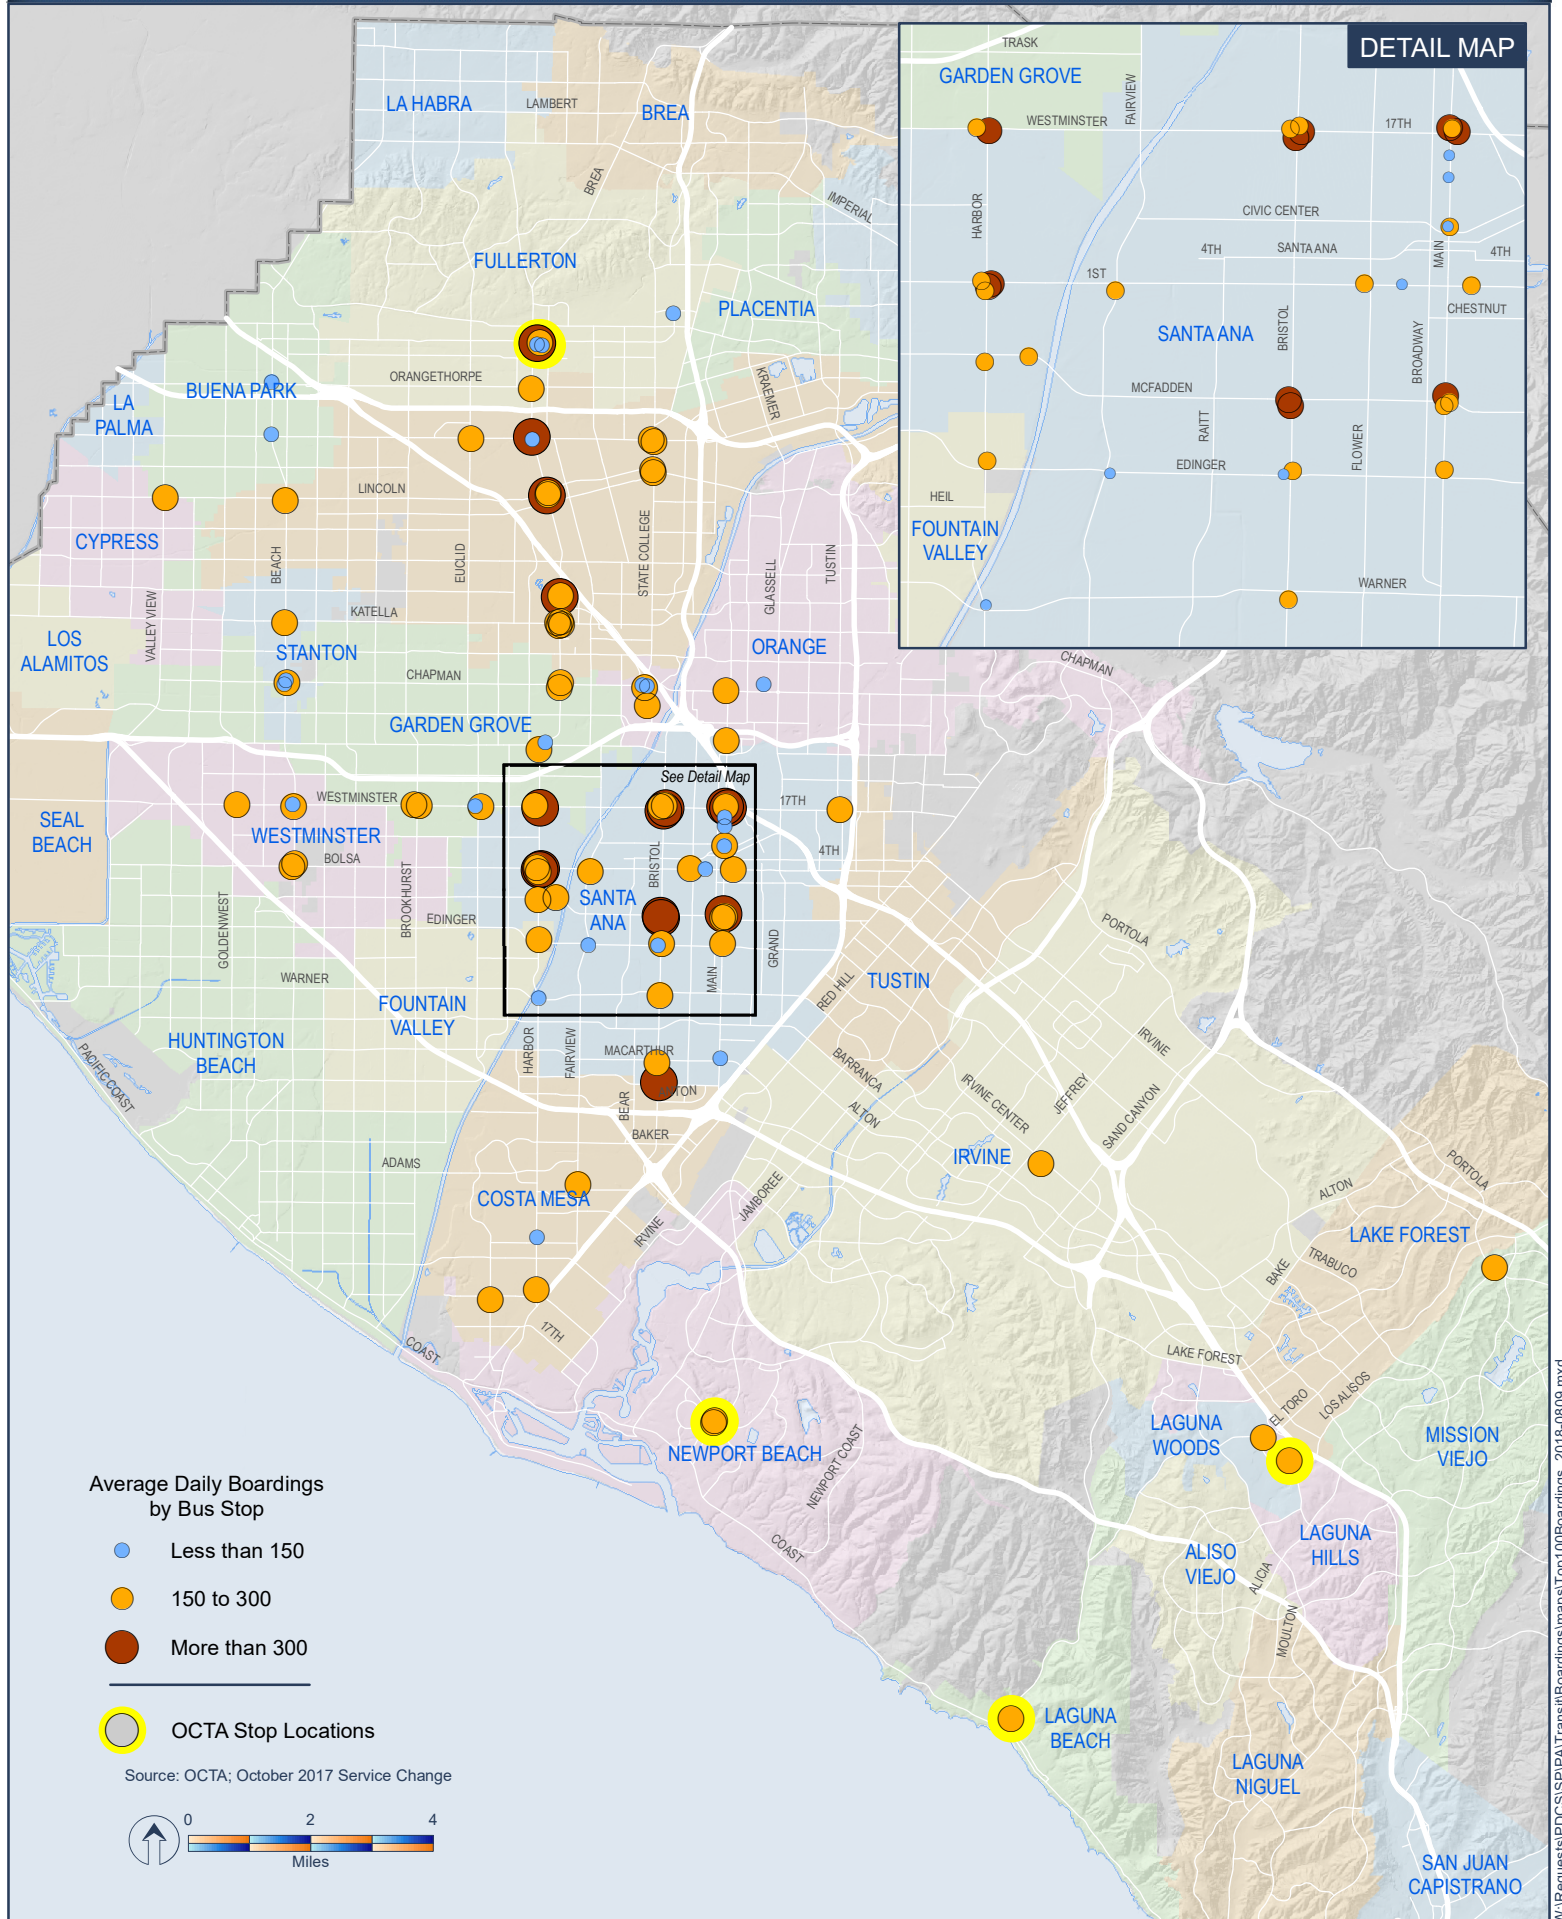 DETAIL MAP
TRASK
GARDEN GROVE
FAIRVIEW
WESTMINSTER
17TH
HARBOR
CIVIC CENTER
4TH
SANTA ANA
MAIN
4TH
1ST
CHESTNUT
SANTA ANA
BRISTOL
BROADWAY
MCFADDEN
RAITT
FLOWER
EDINGER
HEIL
FOUNTAIN
VALLEY
WARNER
LA HABRA
LAMBERT
BREA
BREA
IMPERIAL
FULLERTON
PLACENTIA
ORANGETHORPE
KRAEMER
BUENA PARK
LA
PALMA
LINCOLN
CYPRESS
BEACH
EUCLID
STATE COLLEGE
GLASSELL
TUSTIN
VALLEY VIEW
KATELLA
LOS
ALAMITOS
STANTON
ORANGE
CHAPMAN
CHAPMAN
GARDEN GROVE
See Detail Map
WESTMINSTER
17TH
SEAL
BEACH
WESTMINSTER
BOLSA
4TH
BRISTOL
BROOKHURST
GOLDENWEST
EDINGER
SANTA
ANA
GRAND
PORTOLA
WARNER
MAIN
RED HILL
TUSTIN
FOUNTAIN
VALLEY
HUNTINGTON
BEACH
PACIFIC COAST
HARBOR
FAIRVIEW
MACARTHUR
BARRANCA
IRVINE
IRVINE CENTER
JEFFREY
SAND CANYON
ALTON
BEAR
BAKER
ADAMS
IRVINE
PORTOLA
ALTON
COSTA MESA
JAMBOREE
IRVINE
LAKE FOREST
BAKE
TRABUCO
17TH
COAST
LAKE FOREST
EL TORO
LOS ALISOS
LAGUNA
WOODS
MISSION
VIEJO
NEWPORT BEACH
NEWPORT COAST
COAST
ALISO
VIEJO
ALICIA
LAGUNA
HILLS
MOULTON
LAGUNA
BEACH
LAGUNA
NIGUEL
SAN JUAN
CAPISTRANO
Average Daily Boardings
by Bus Stop
Less than 150
150 to 300
More than 300
OCTA Stop Locations
Source: OCTA; October 2017 Service Change
0 2 4
Miles